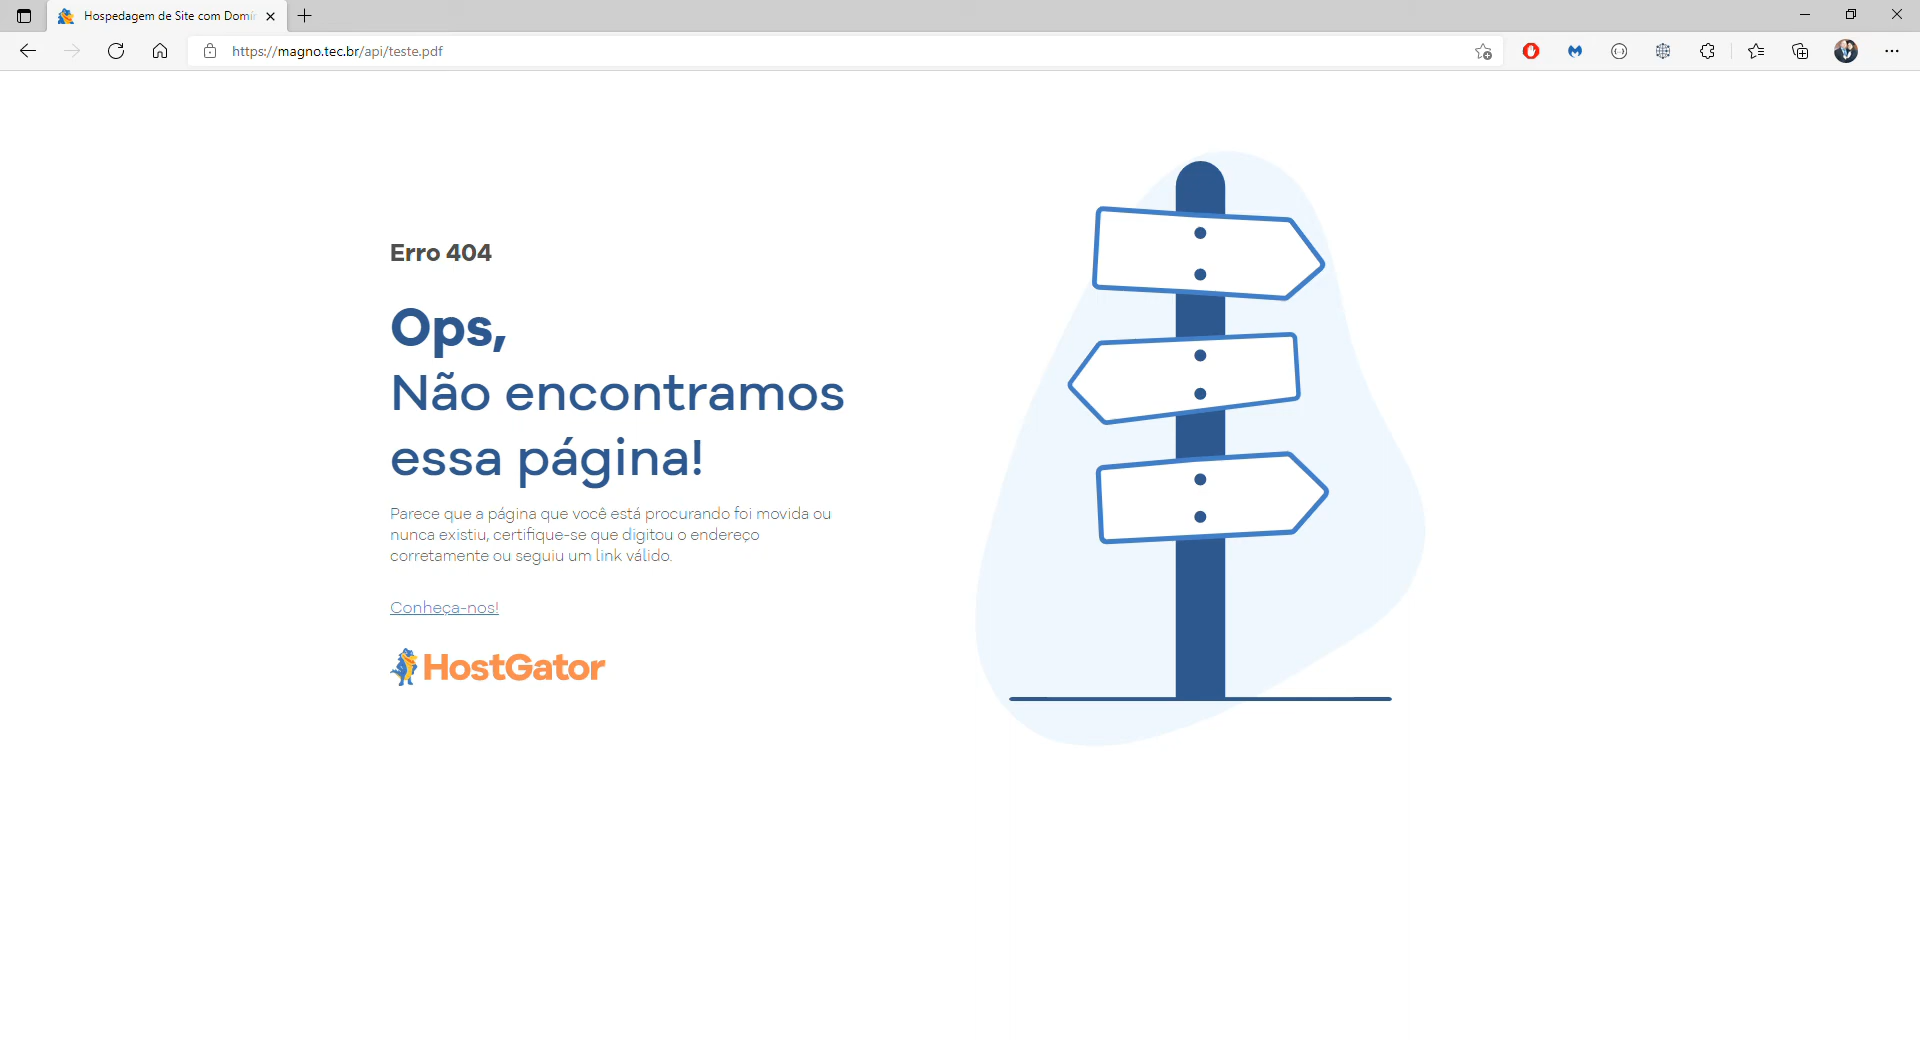 Hospedagem de Site com Domí
https://magno.tec.br/api/teste.pdf
Erro 404
Ops,
Não encontramos
essa página!
Parece que a página que você está procurando foi movida ou
nunca existiu, certifique-se que digitou o endereço
corretamente ou seguiu um link válido.
Conheça-nos!
HostGator